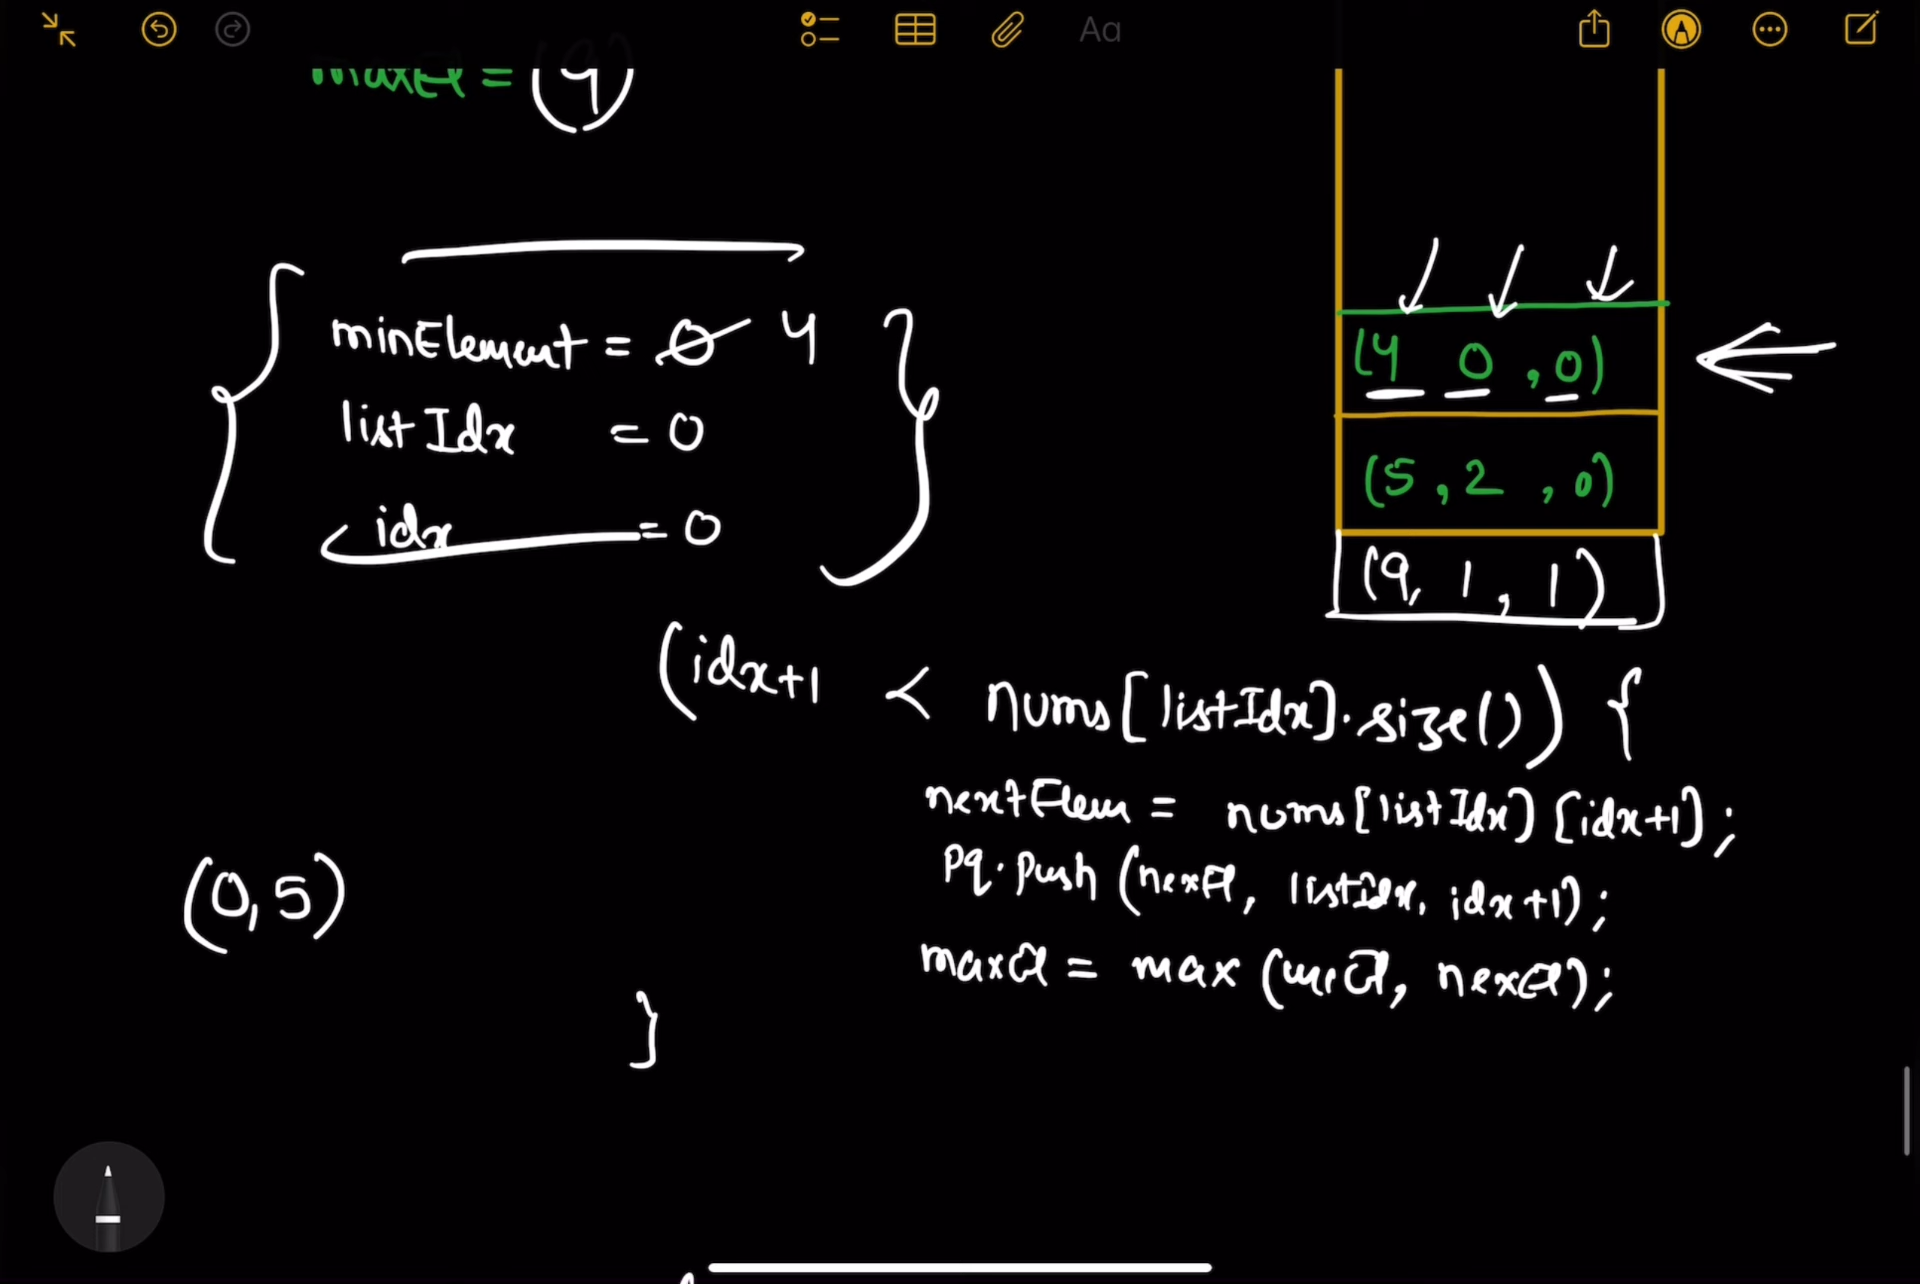 Aa
maxEl = (9)
minElement = 0 4
listIdx = 0
idx = 0
(4 0 , 0)
(5 , 2 , 0)
(9, 1 , 1)
(idx+1 < nums[listIdx].size()) {
nextElem = nums[listIdx][idx+1];
pq.push (nextEl, listIdx, idx+1);
maxEl = max (maxEl, nextEl);
(0,5)
}